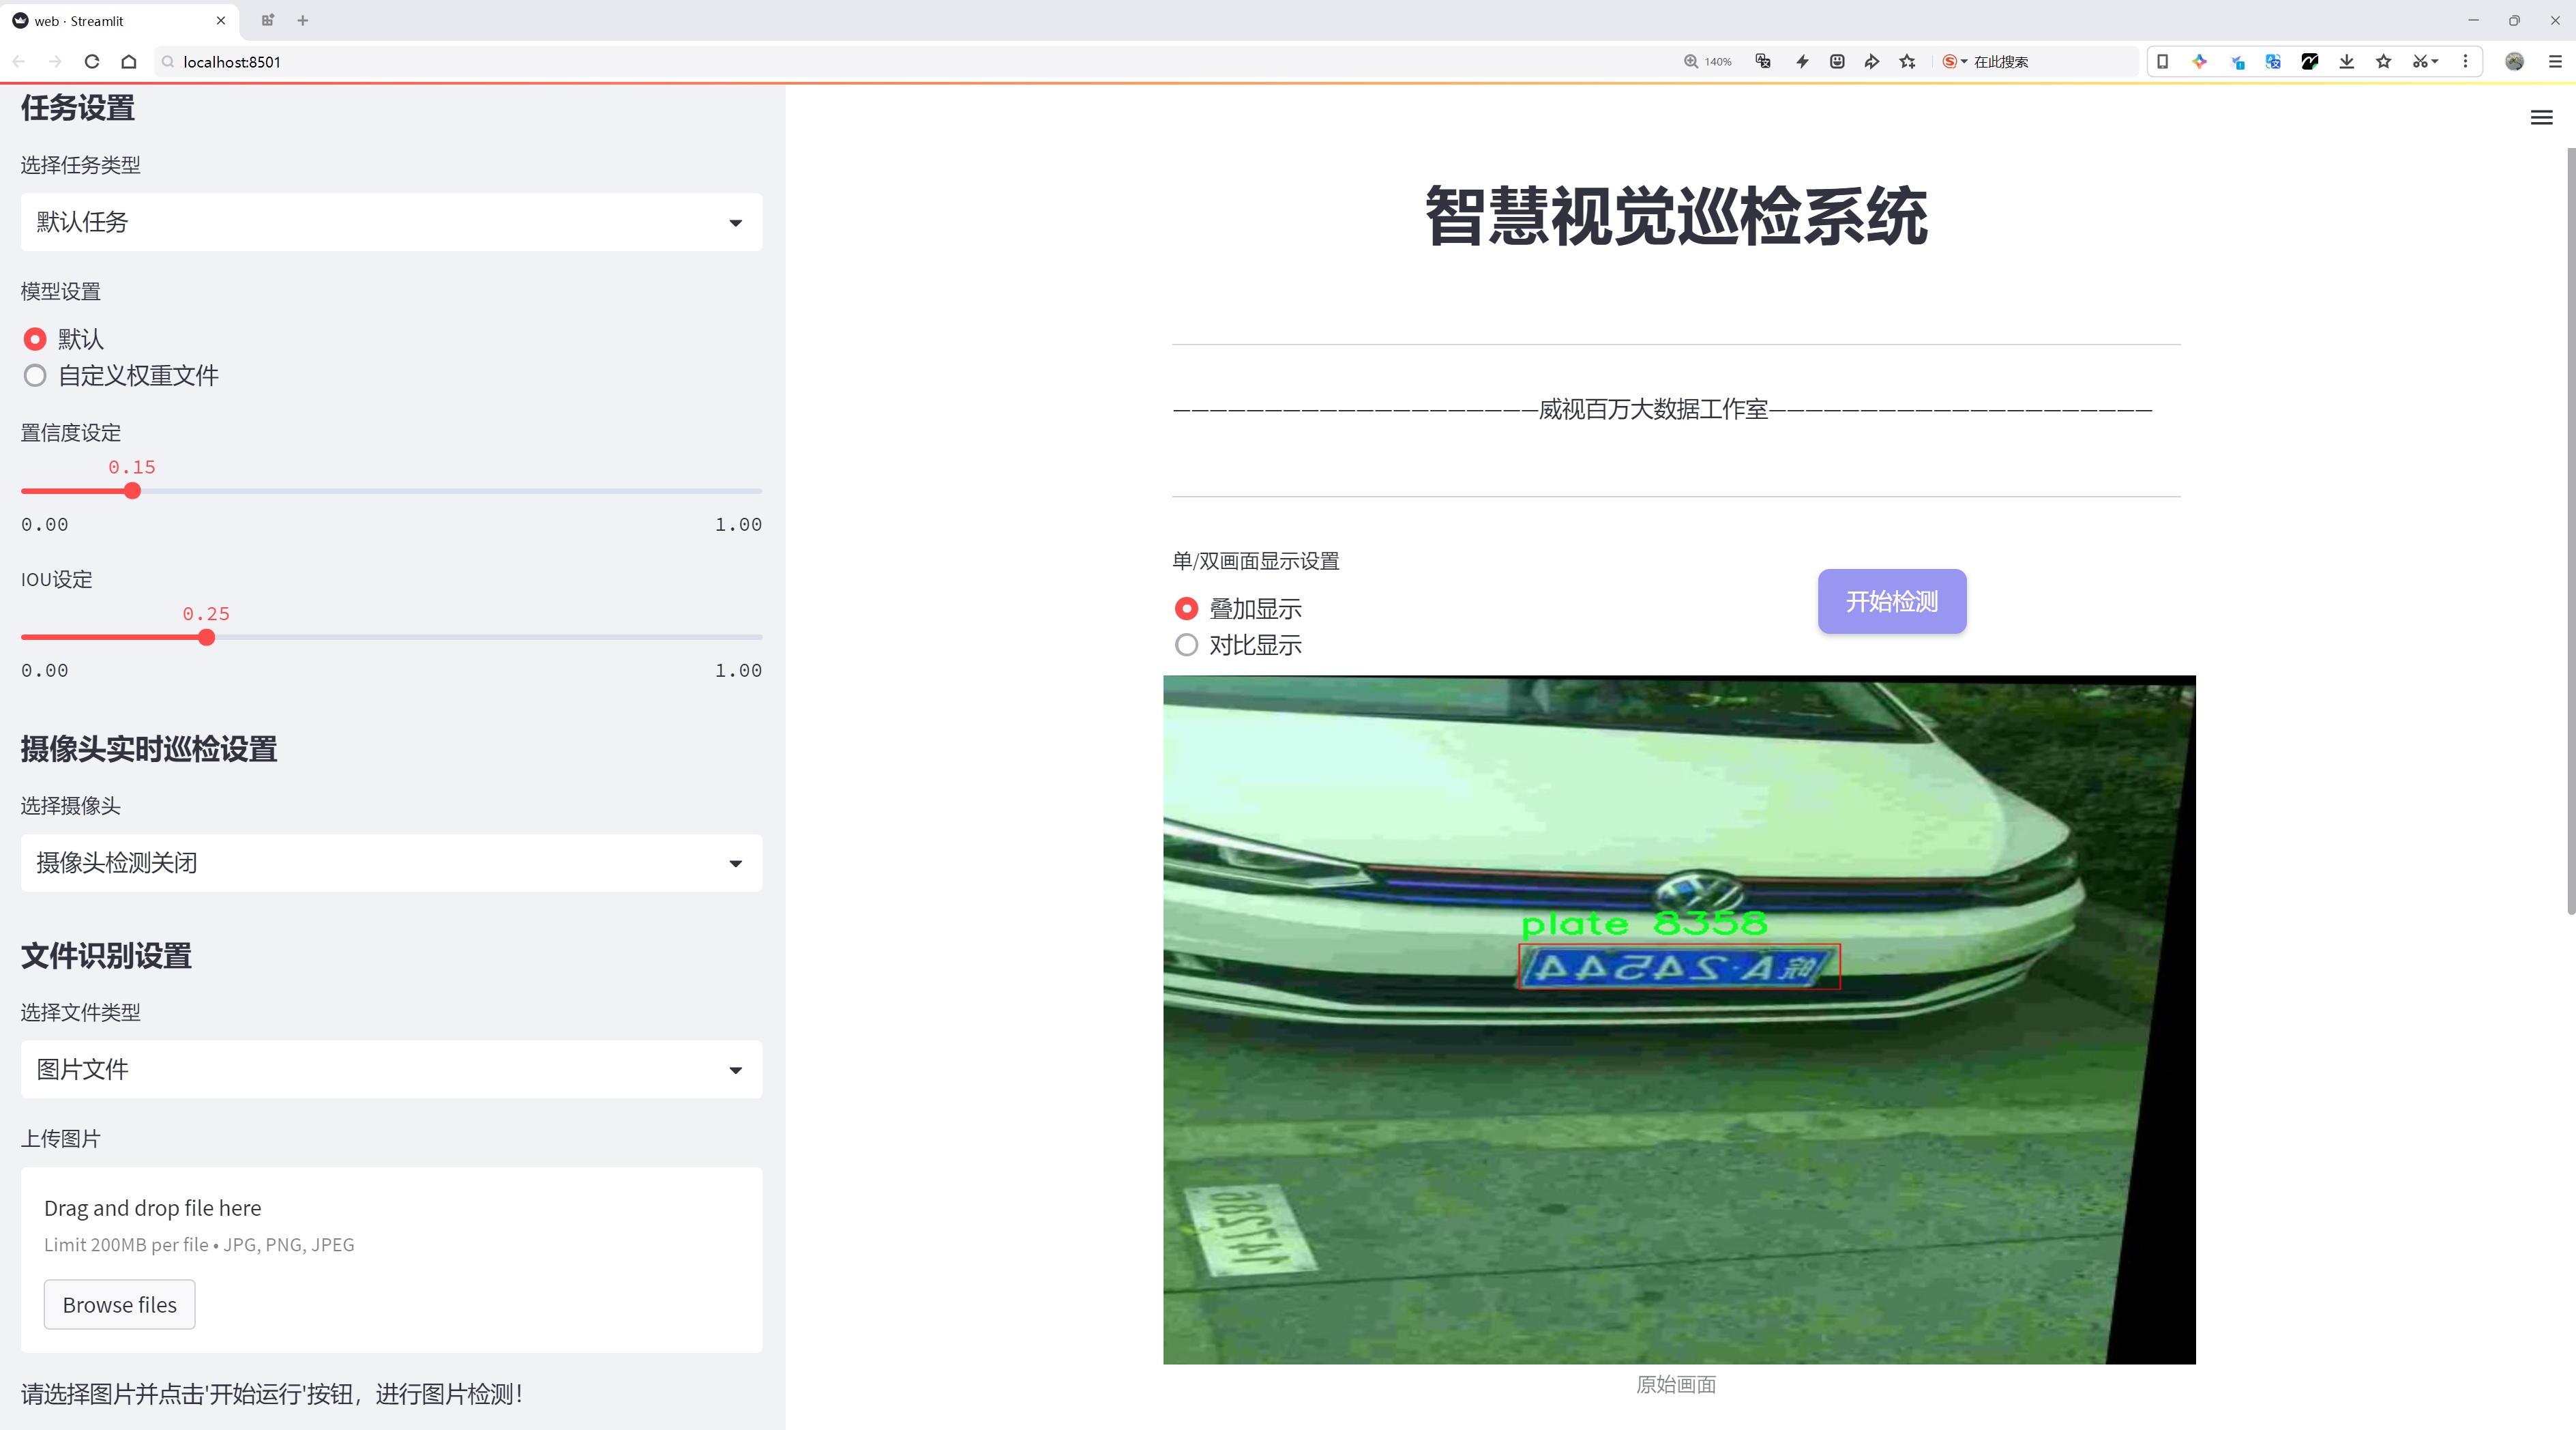 web · Streamlit
localhost:8501
140%
在此搜索
任务设置
选择任务类型
默认任务
模型设置
默认
自定义权重文件
置信度设定
0.15
0.00
1.00
IOU设定
0.25
0.00
1.00
摄像头实时巡检设置
选择摄像头
摄像头检测关闭
文件识别设置
选择文件类型
图片文件
上传图片
Drag and drop file here
Limit 200MB per file • JPG, PNG, JPEG
Browse files
请选择图片并点击'开始运行'按钮，进行图片检测！
智慧视觉巡检系统
————————————————————威视百万大数据工作室—————————————————————
单/双画面显示设置
叠加显示
对比显示
开始检测
plate 8358
A·24544
147286
原始画面